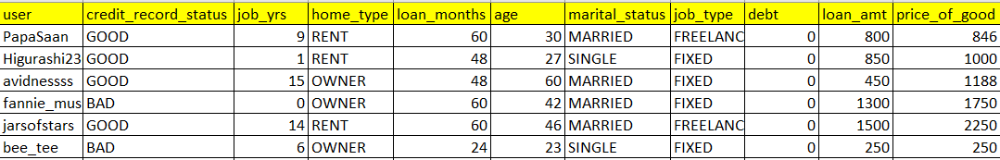 user credit_record_status job_yrs home_type loan_months age marital_status job_type debt loan_amt price_of_good
PapaSaan GOOD 9 RENT 60 30 MARRIED FREELANC 0 800 846
Higurashi23 GOOD 1 RENT 48 27 SINGLE FIXED 0 850 1000
avidnessss GOOD 15 OWNER 48 60 MARRIED FIXED 0 450 1188
fannie_mus BAD 0 OWNER 60 42 MARRIED FIXED 0 1300 1750
jarsofstars GOOD 14 RENT 60 46 MARRIED FREELANC 0 1500 2250
bee_tee BAD 6 OWNER 24 23 SINGLE FIXED 0 250 250